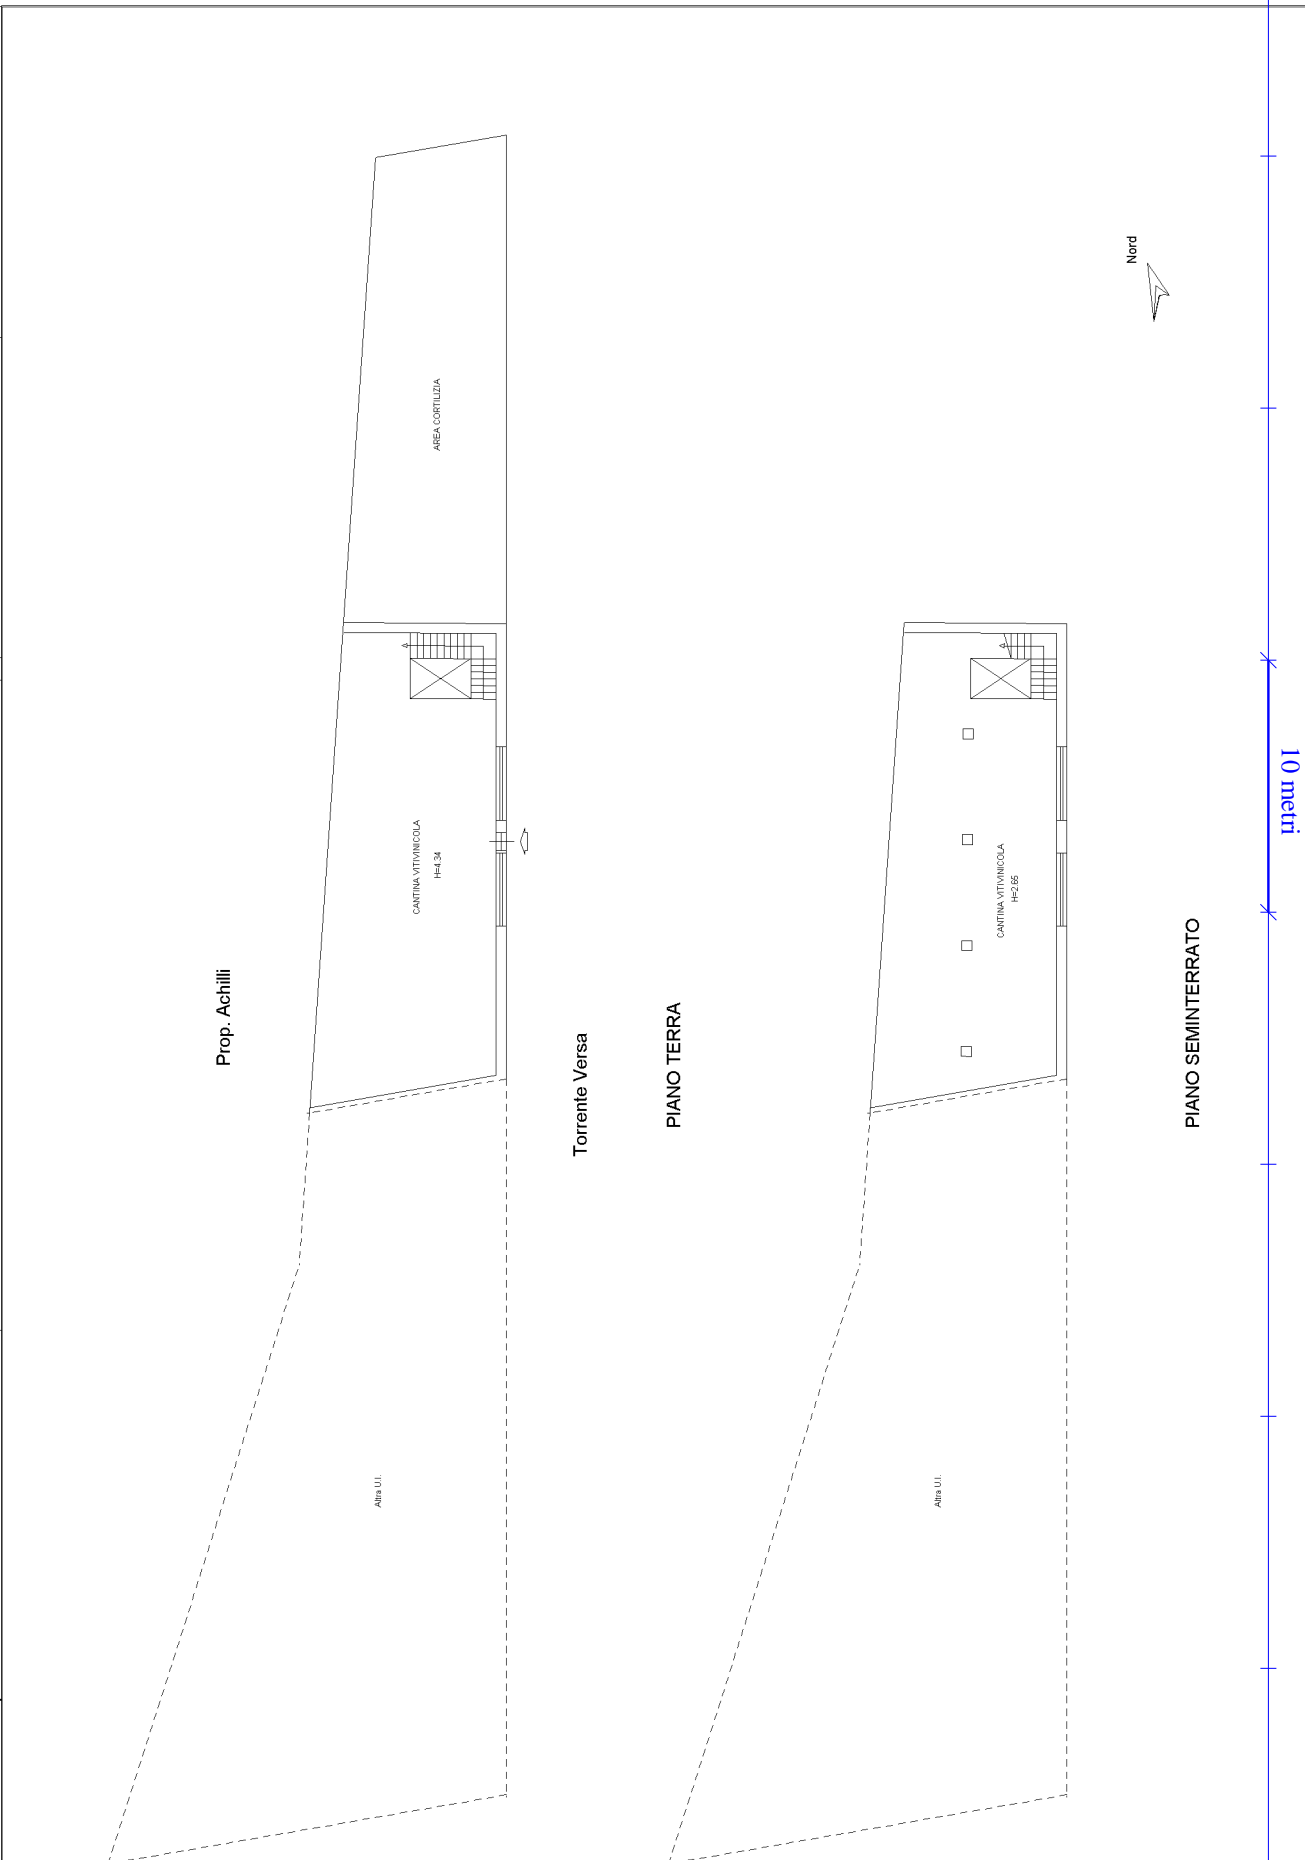 Nord
AREA CORTILIZIA
CANTINA VITIVINICOLA
H=4.34
Prop. Achilli
Torrente Versa
PIANO TERRA
Altra U.I.
CANTINA VITIVINICOLA
H=2.65
PIANO SEMINTERRATO
Altra U.I.
10 metri